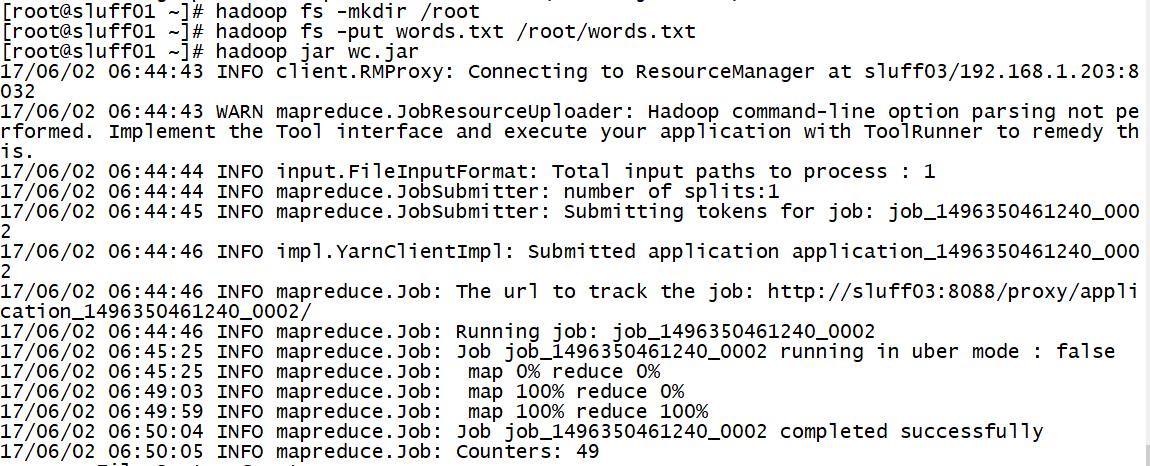 [root@sluff01 ~]# hadoop fs -mkdir /root
[root@sluff01 ~]# hadoop fs -put words.txt /root/words.txt
[root@sluff01 ~]# hadoop jar wc.jar
17/06/02 06:44:43 INFO client.RMProxy: Connecting to ResourceManager at sluff03/192.168.1.203:8
032
17/06/02 06:44:43 WARN mapreduce.JobResourceUploader: Hadoop command-line option parsing not pe
rformed. Implement the Tool interface and execute your application with ToolRunner to remedy th
is.
17/06/02 06:44:44 INFO input.FileInputFormat: Total input paths to process : 1
17/06/02 06:44:44 INFO mapreduce.JobSubmitter: number of splits:1
17/06/02 06:44:45 INFO mapreduce.JobSubmitter: Submitting tokens for job: job_1496350461240_000
2
17/06/02 06:44:46 INFO impl.YarnClientImpl: Submitted application application_1496350461240_000
2
17/06/02 06:44:46 INFO mapreduce.Job: The url to track the job: http://sluff03:8088/proxy/appli
cation_1496350461240_0002/
17/06/02 06:44:46 INFO mapreduce.Job: Running job: job_1496350461240_0002
17/06/02 06:45:25 INFO mapreduce.Job: Job job_1496350461240_0002 running in uber mode : false
17/06/02 06:45:25 INFO mapreduce.Job:  map 0% reduce 0%
17/06/02 06:49:03 INFO mapreduce.Job:  map 100% reduce 0%
17/06/02 06:49:59 INFO mapreduce.Job:  map 100% reduce 100%
17/06/02 06:50:04 INFO mapreduce.Job: Job job_1496350461240_0002 completed successfully
17/06/02 06:50:05 INFO mapreduce.Job: Counters: 49